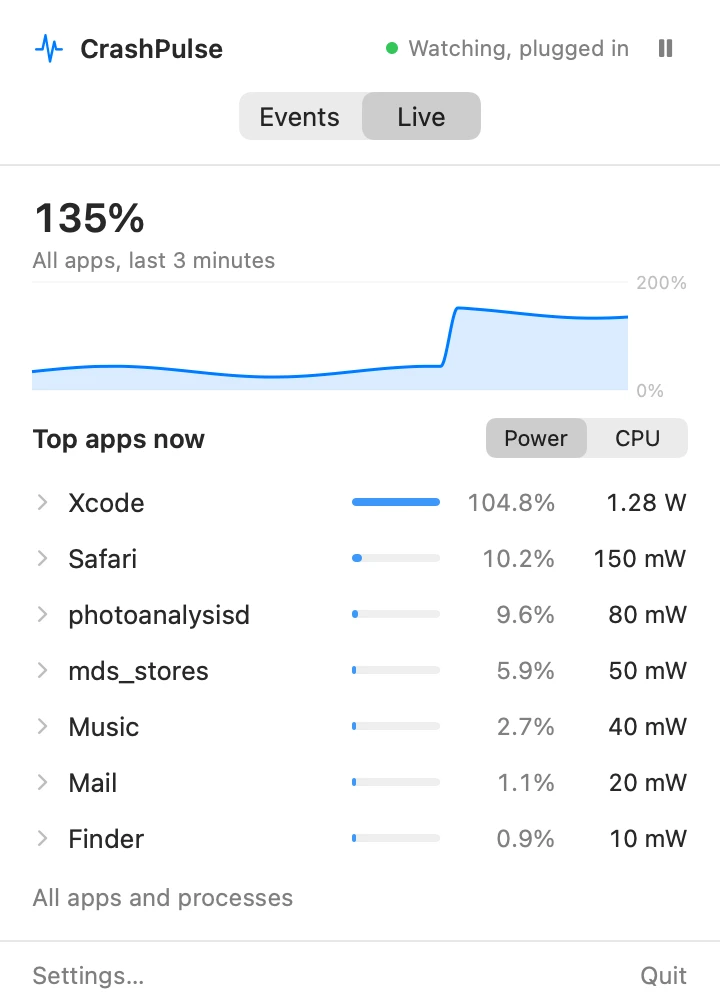 CrashPulse
Watching, plugged in
Events Live
135%
All apps, last 3 minutes
200%
0%
Top apps now
Power CPU
Xcode 104.8% 1.28 W
Safari 10.2% 150 mW
photoanalysisd 9.6% 80 mW
mds_stores 5.9% 50 mW
Music 2.7% 40 mW
Mail 1.1% 20 mW
Finder 0.9% 10 mW
All apps and processes
Settings...
Quit